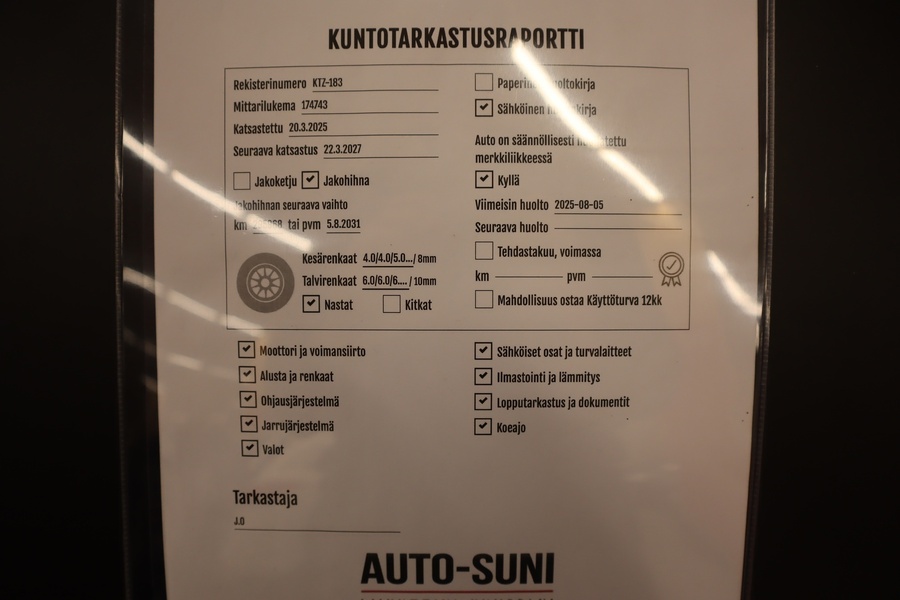 KUNTOTARKASTUSRAPORTTI
Rekisterinumero KTZ-183
Mittarilukema 174743
Katsastettu 20.3.2025
Seuraava katsastus 22.3.2027
Jakoketju Jakohihna
Jakohihnan seuraava vaihto
km tai pvm 5.8.2031
Kesärenkaat 4.0/4.0/5.0.../ 8mm
Talvirenkaat 6.0/6.0/6.... / 10mm
Nastat Kitkat
Sähköinen
Auto on säännöllisesti
merkkiliikkeessä
Kyllä
Viimeisin huolto 2025-08-05
Seuraava huolto
Tehdastakuu, voimassa
km pvm
Mahdollisuus ostaa Käyttöturva 12kk
Moottori ja voimansiirto
Alusta ja renkaat
Ohjausjärjestelmä
Jarrujärjestelmä
Valot
Sähköiset osat ja turvalaitteet
Ilmastointi ja lämmitys
Lopputarkastus ja dokumentit
Koeajo
Tarkastaja
J.O
AUTO-SUNI